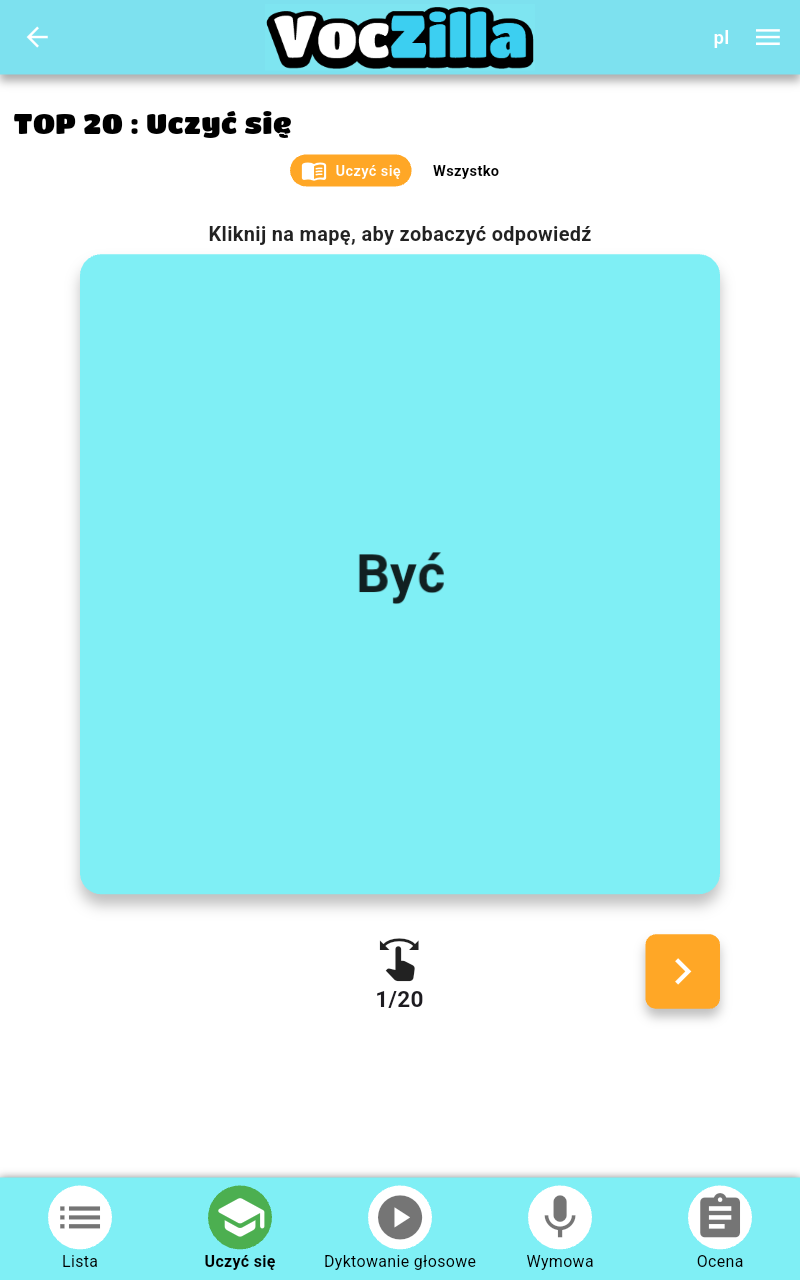 VocZilla
pl
TOP 20 : Uczyć się
Uczyć się
Wszystko
Kliknij na mapę, aby zobaczyć odpowiedź
Być
1/20
Lista
Uczyć się
Dyktowanie głosowe
Wymowa
Ocena